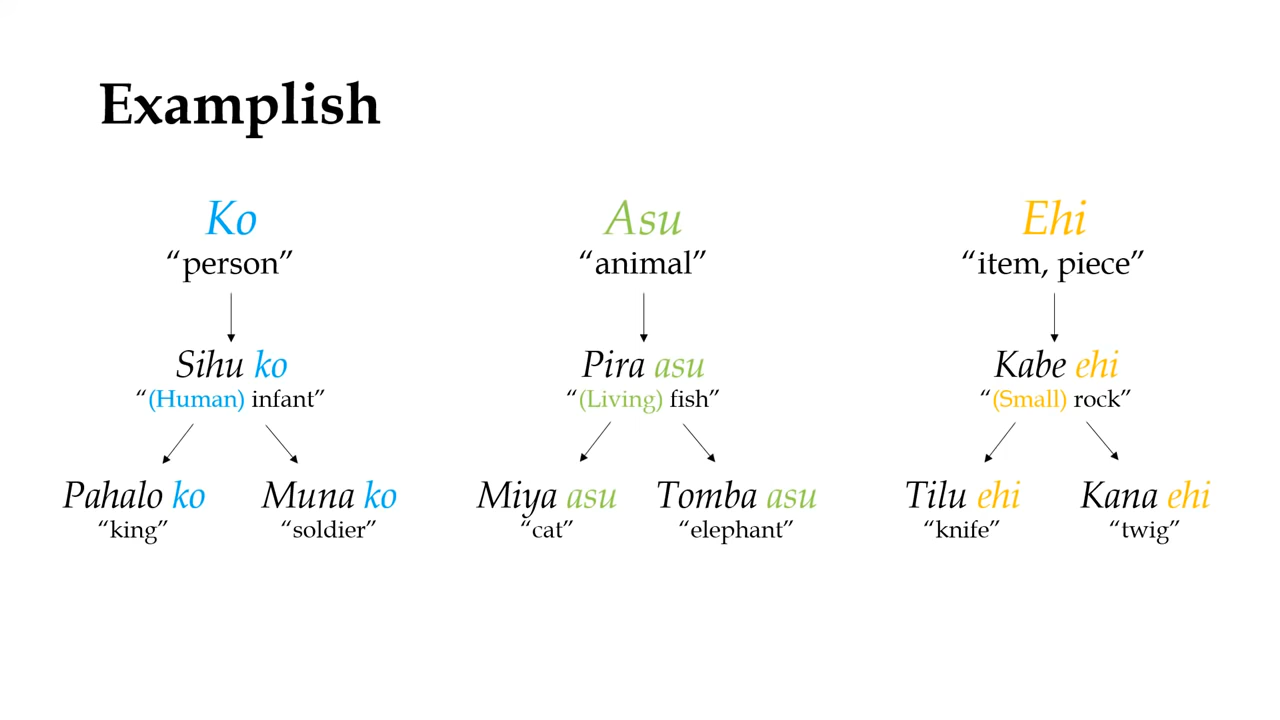 Examplish
Ko Asu Ehi
“person” “animal” “item, piece”
Sihu ko Pira asu Kabe ehi
“(Human) infant” “(Living) fish” “(Small) rock”
Pahalo ko Muna ko Miya asu Tomba asu Tilu ehi Kana ehi
“king” “soldier” “cat” “elephant” “knife” “twig”